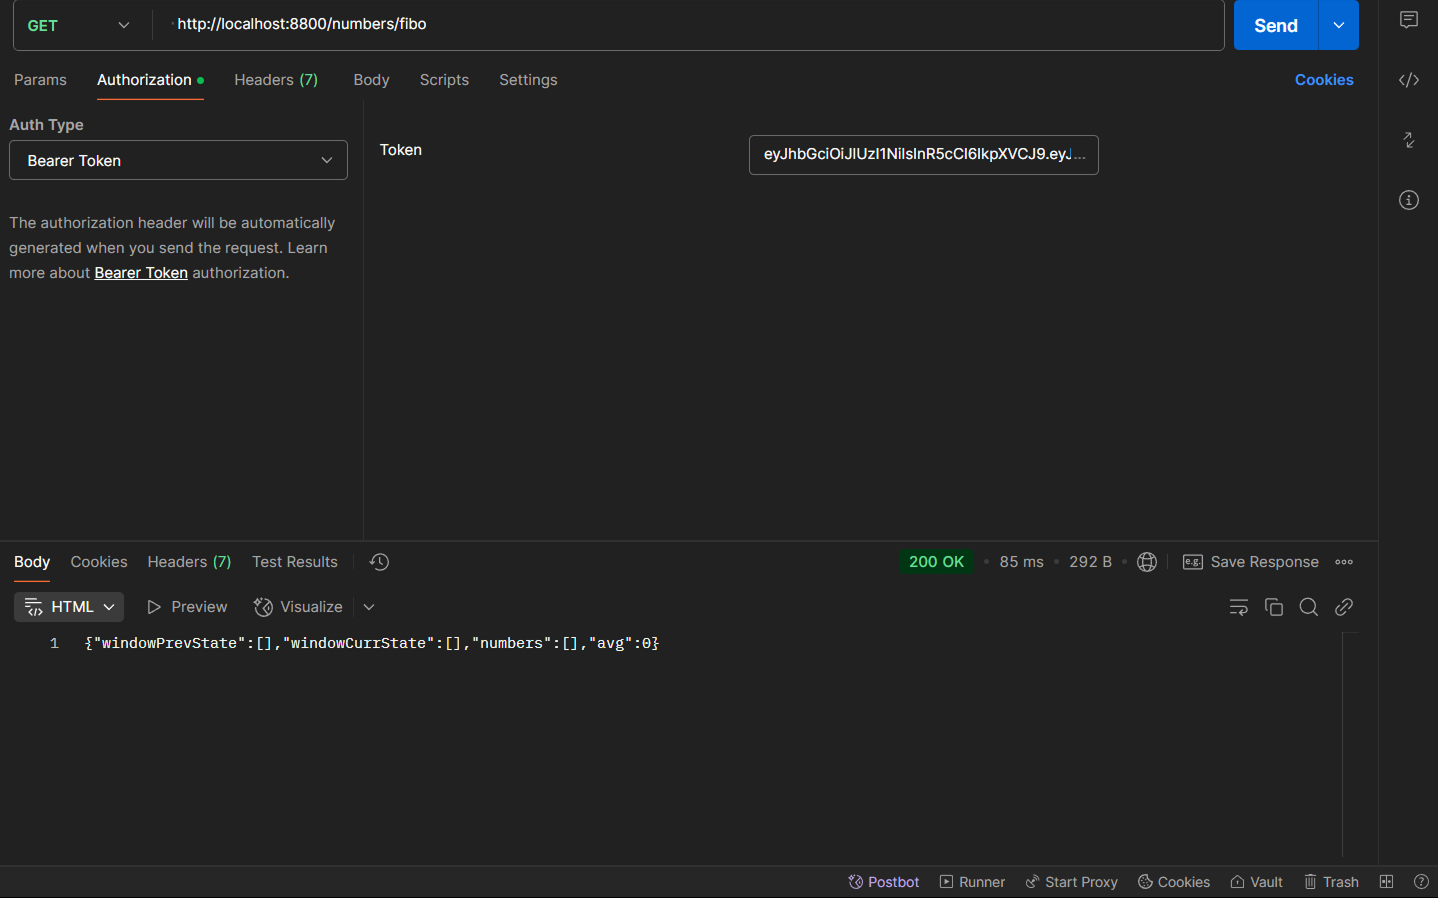 GET http://localhost:8800/numbers/fibo Send
Params Authorization Headers (7) Body Scripts Settings Cookies
Auth Type
Bearer Token
Token
eyJhbGciOiJIUzI1NiIsInR5cCI6IkpXVCJ9.eyJ...
The authorization header will be automatically
generated when you send the request. Learn
more about Bearer Token authorization.
Body Cookies Headers (7) Test Results 200 OK • 85 ms • 292 B • e.g. Save Response
HTML Preview Visualize
1 {"windowPrevState":[],"windowCurrState":[],"numbers":[],"avg":0}
Postbot Runner Start Proxy Cookies Vault Trash